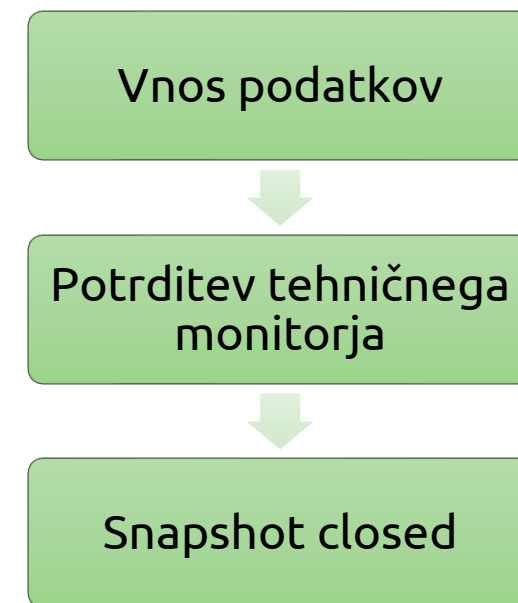 Vnos podatkov
Potrditev tehničnega
monitorja
Snapshot closed